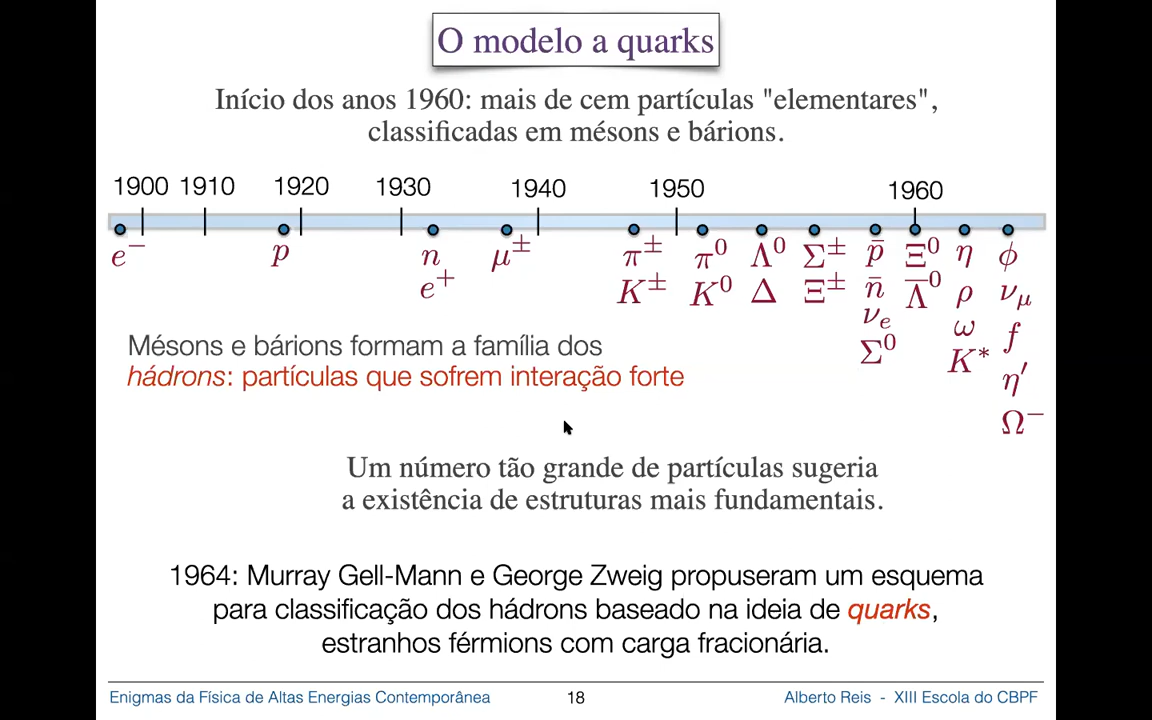 O modelo a quarks
Início dos anos 1960: mais de cem partículas "elementares",
classificadas em mésons e bárions.
1900 1910 1920 1930 1940 1950 1960
e⁻ p n μ± π± π⁰ Λ⁰ Σ± p̄ Ξ⁰ η ϕ
e⁺ K± K⁰ Δ Ξ± n̄ Λ̄⁰ ρ ν_μ
ν_e ω f
Σ⁰ K* η′
Ω⁻
Mésons e bárions formam a família dos
hádrons: partículas que sofrem interação forte
Um número tão grande de partículas sugeria
a existência de estruturas mais fundamentais.
1964: Murray Gell-Mann e George Zweig propuseram um esquema
para classificação dos hádrons baseado na ideia de quarks,
estranhos férmions com carga fracionária.
Enigmas da Física de Altas Energias Contemporânea 18 Alberto Reis - XIII Escola do CBPF